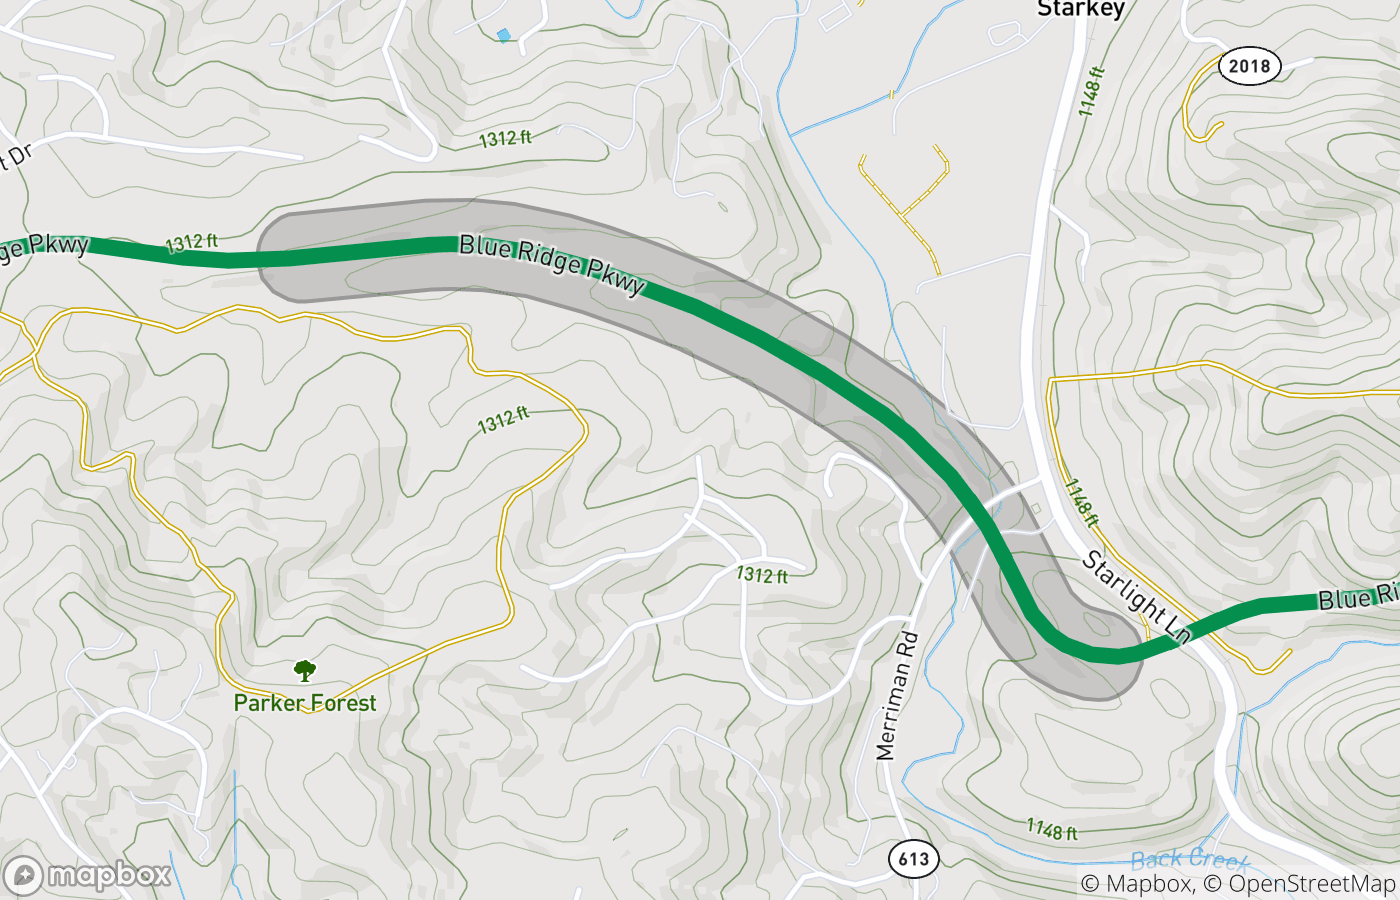 Starkey
2018
1148 ft
1312 ft
t Dr
1312 ft
ge Pkwy
Blue Ridge Pkwy
1312 ft
1148 ft
Starlight Ln
1312 ft
Blue Ri
Parker Forest
Merriman Rd
1148 ft
613
Back Creek
mapbox
© Mapbox, © OpenStreetMap